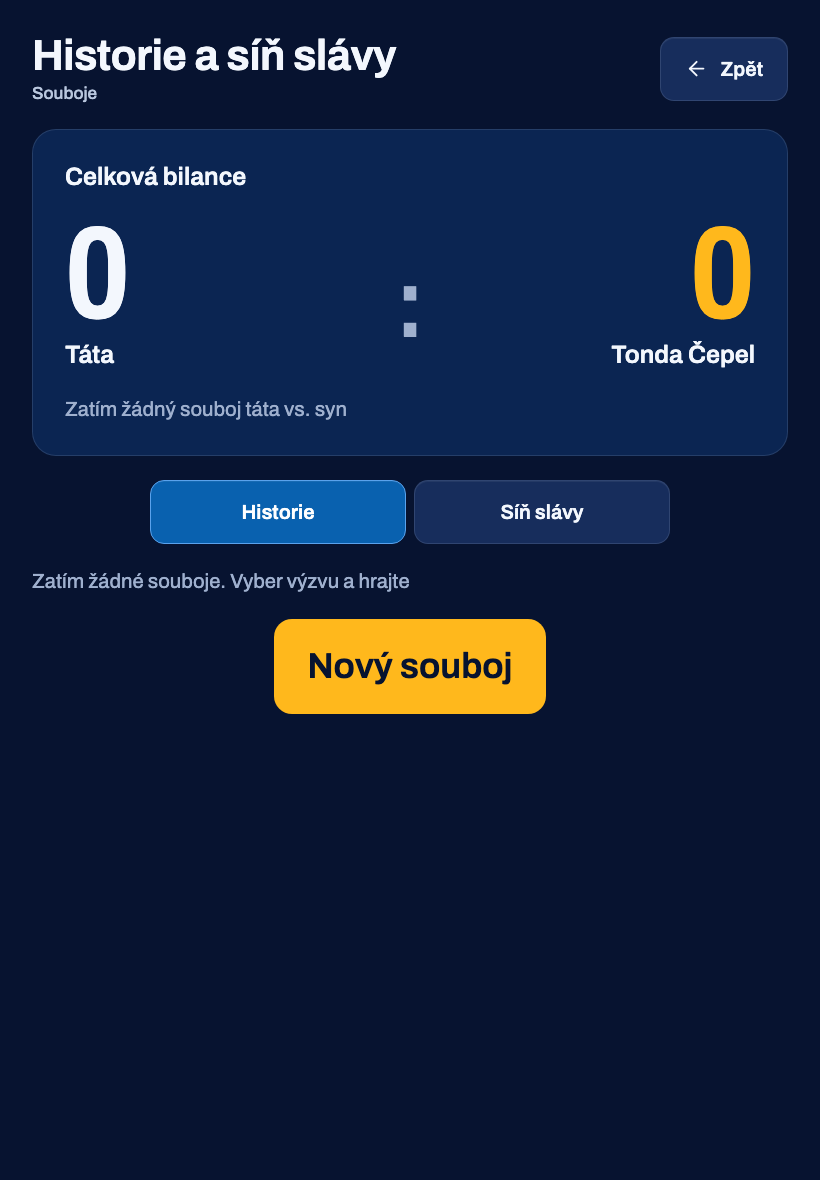 Historie a síň slávy
Souboje
← Zpět
Celková bilance
0 : 0
Táta
Tonda Čepel
Zatím žádný souboj táta vs. syn
Historie
Síň slávy
Zatím žádné souboje. Vyber výzvu a hrajte
Nový souboj